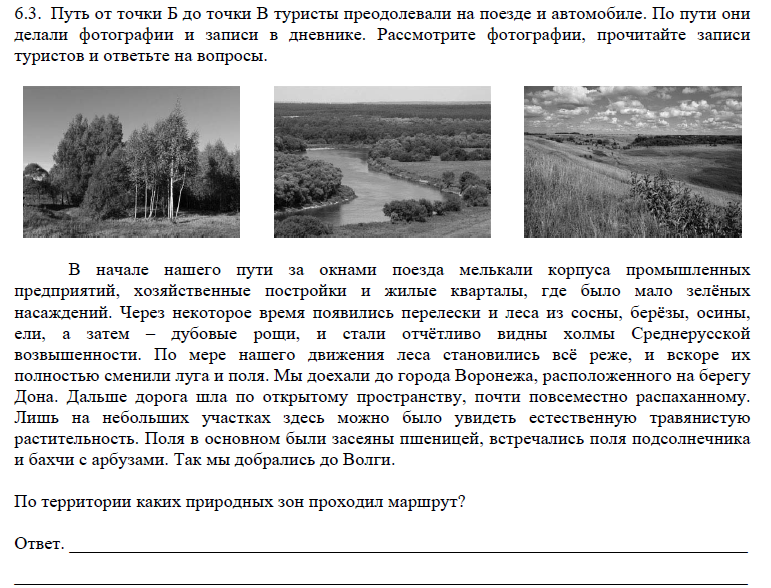 6.3. Путь от точки Б до точки В туристы преодолевали на поезде и автомобиле. По пути они
делали фотографии и записи в дневнике. Рассмотрите фотографии, прочитайте записи
туристов и ответьте на вопросы.
В начале нашего пути за окнами поезда мелькали корпуса промышленных
предприятий, хозяйственные постройки и жилые кварталы, где было мало зелёных
насаждений. Через некоторое время появились перелески и леса из сосны, берёзы, осины,
ели, а затем – дубовые рощи, и стали отчётливо видны холмы Среднерусской
возвышенности. По мере нашего движения леса становились всё реже, и вскоре их
полностью сменили луга и поля. Мы доехали до города Воронежа, расположенного на берегу
Дона. Дальше дорога шла по открытому пространству, почти повсеместно распаханному.
Лишь на небольших участках здесь можно было увидеть естественную травянистую
растительность. Поля в основном были засеяны пшеницей, встречались поля подсолнечника
и бахчи с арбузами. Так мы добрались до Волги.
По территории каких природных зон проходил маршрут?
Ответ.